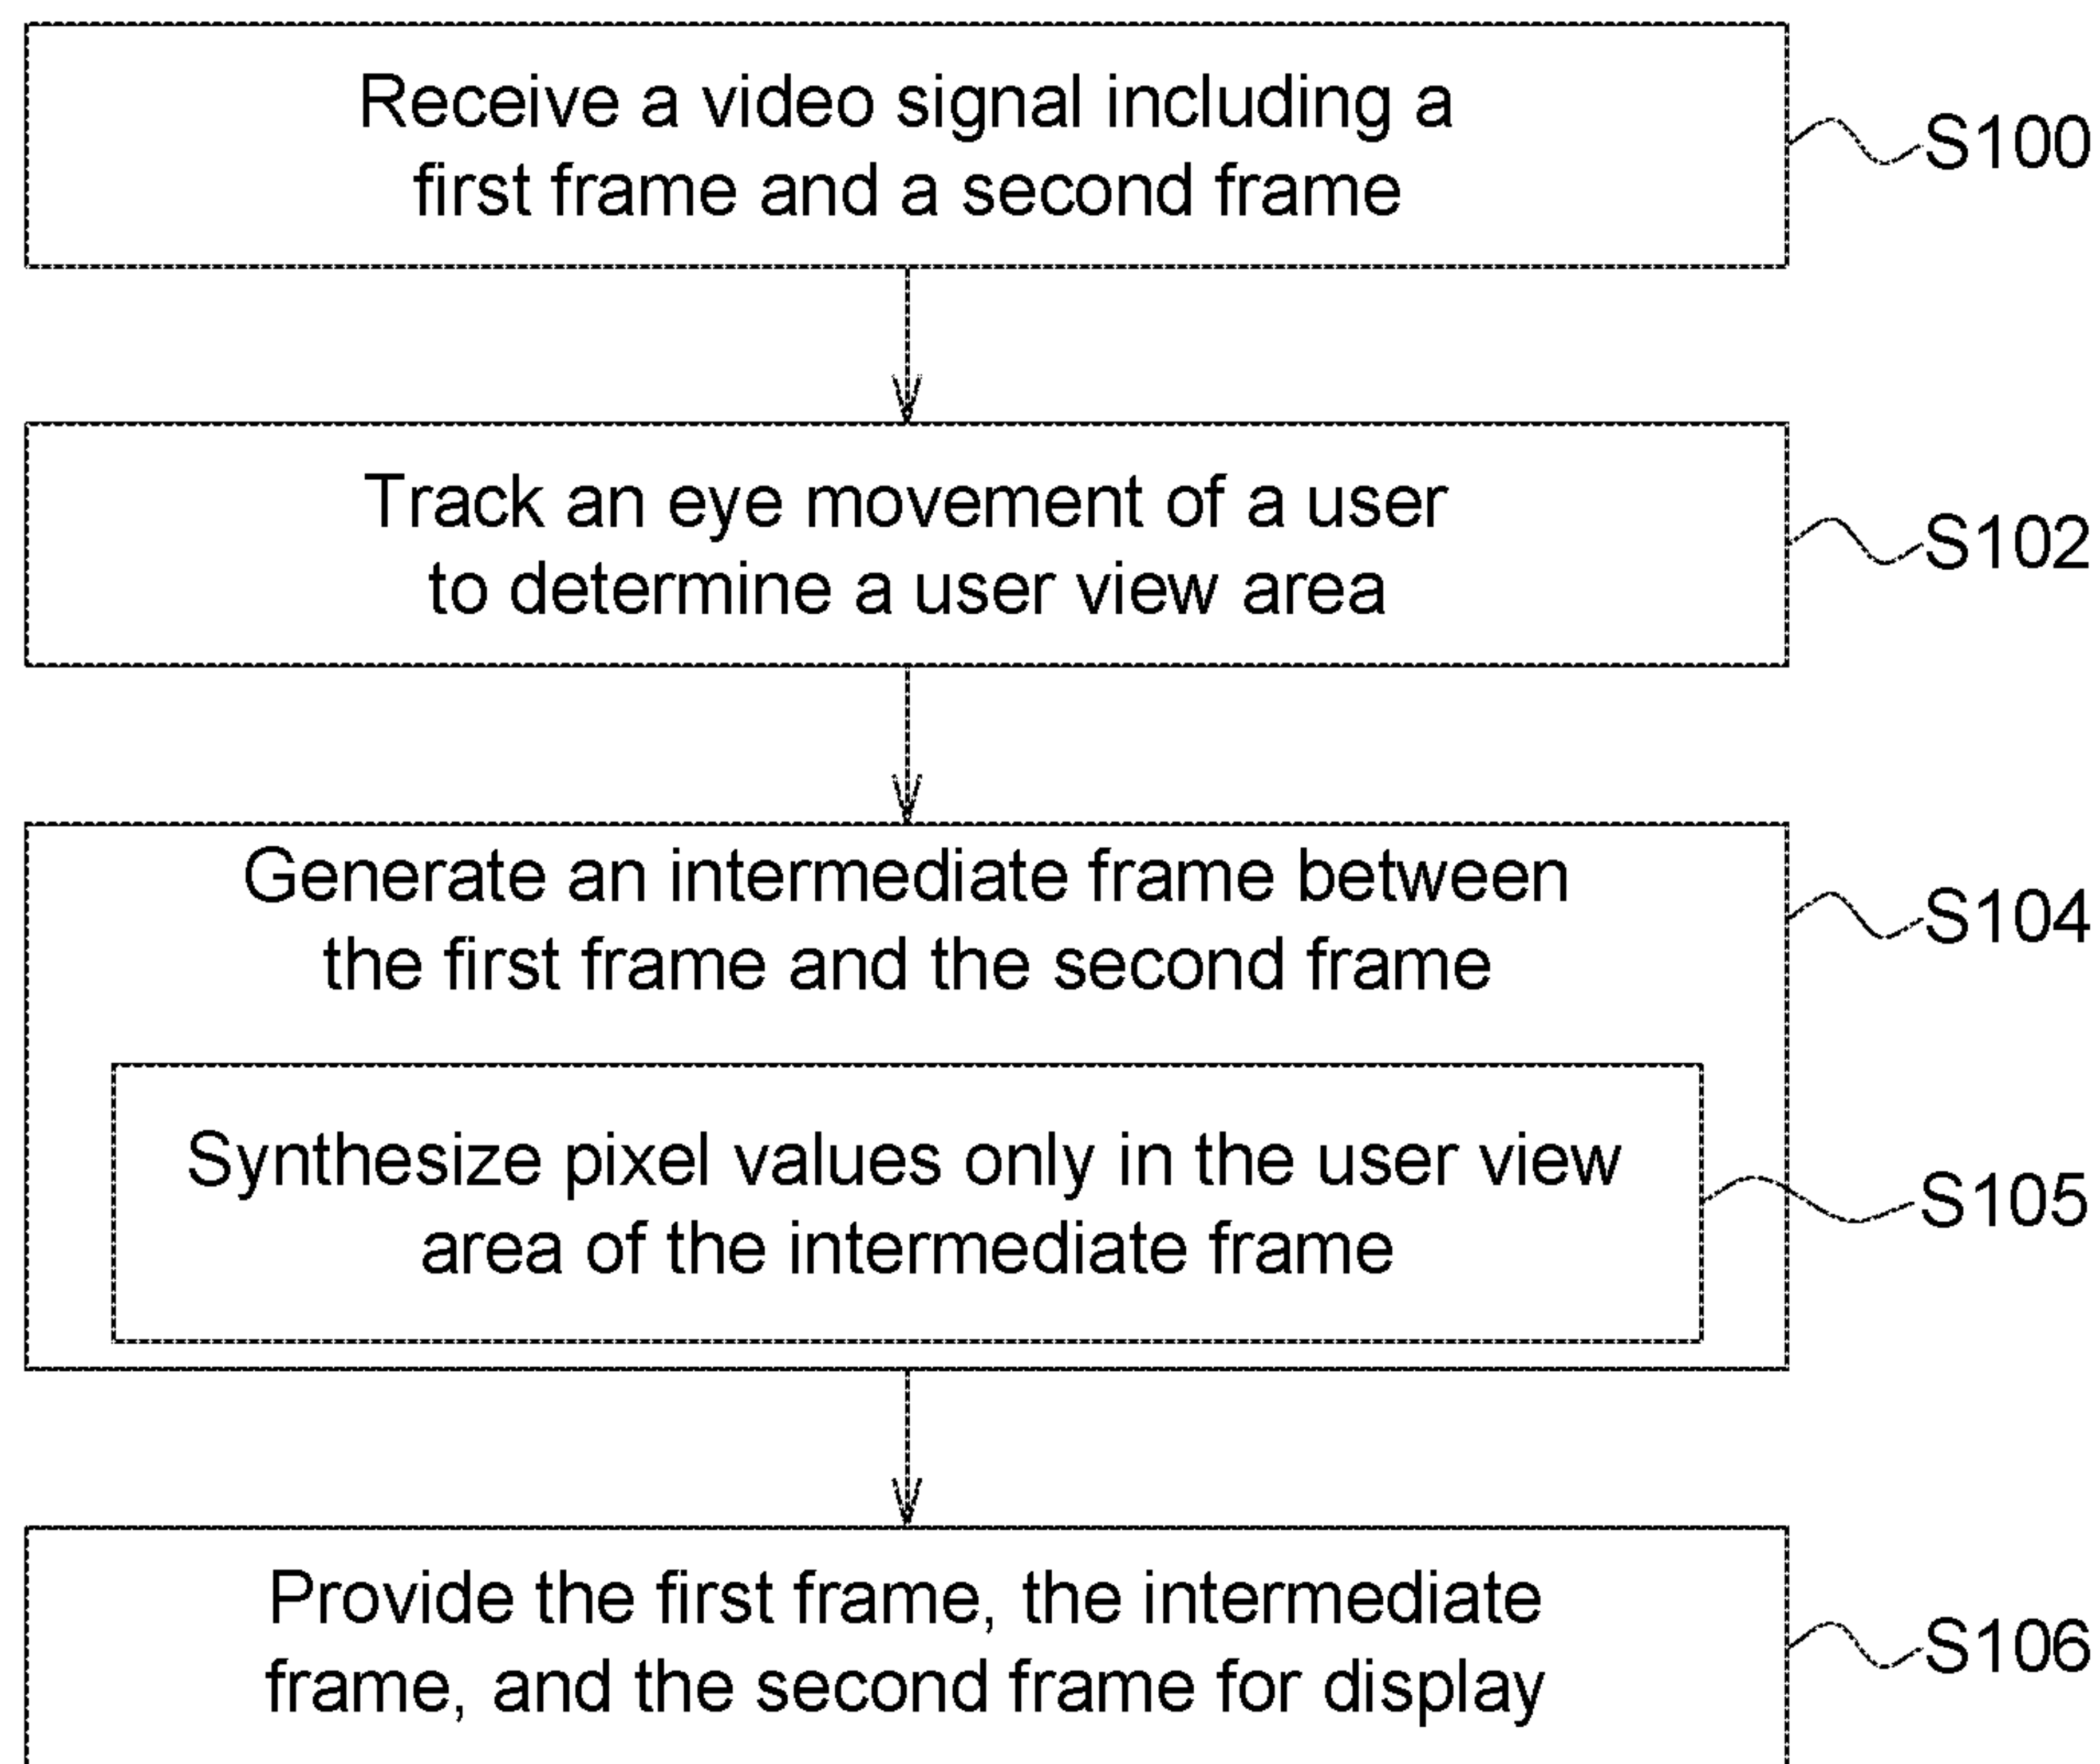 Receive a video signal including a
first frame and a second frame
S100
Track an eye movement of a user
to determine a user view area
S102
Generate an intermediate frame between
the first frame and the second frame
S104
Synthesize pixel values only in the user view
area of the intermediate frame
S105
Provide the first frame, the intermediate
frame, and the second frame for display
S106